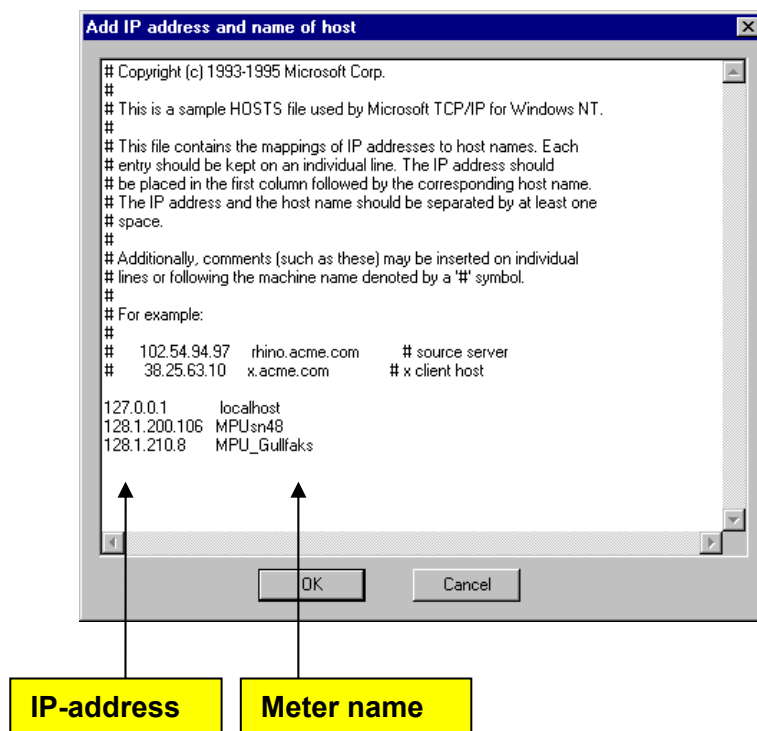 Add IP address and name of host
# Copyright (c) 1993-1995 Microsoft Corp.
#
# This is a sample HOSTS file used by Microsoft TCP/IP for Windows NT.
#
# This file contains the mappings of IP addresses to host names. Each
# entry should be kept on an individual line. The IP address should
# be placed in the first column followed by the corresponding host name.
# The IP address and the host name should be separated by at least one
# space.
#
# Additionally, comments (such as these) may be inserted on individual
# lines or following the machine name denoted by a '#' symbol.
#
# For example:
#
# 102.54.94.97 rhino.acme.com # source server
# 38.25.63.10 x.acme.com # x client host
127.0.0.1 localhost
128.1.200.106 MPUsn48
128.1.210.8 MPU_Gullfaks
OK Cancel
IP-address Meter name